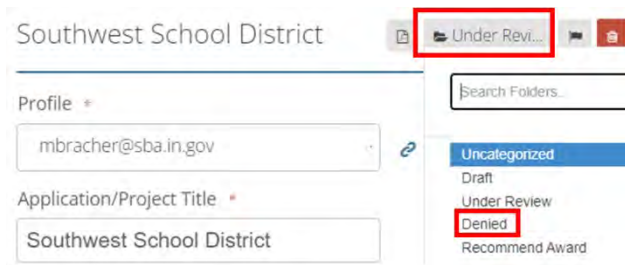 Southwest School District
Under Revi...
Profile *
mbracher@sba.in.gov
Application/Project Title *
Southwest School District
Search Folders...
Uncategorized
Draft
Under Review
Denied
Recommend Award